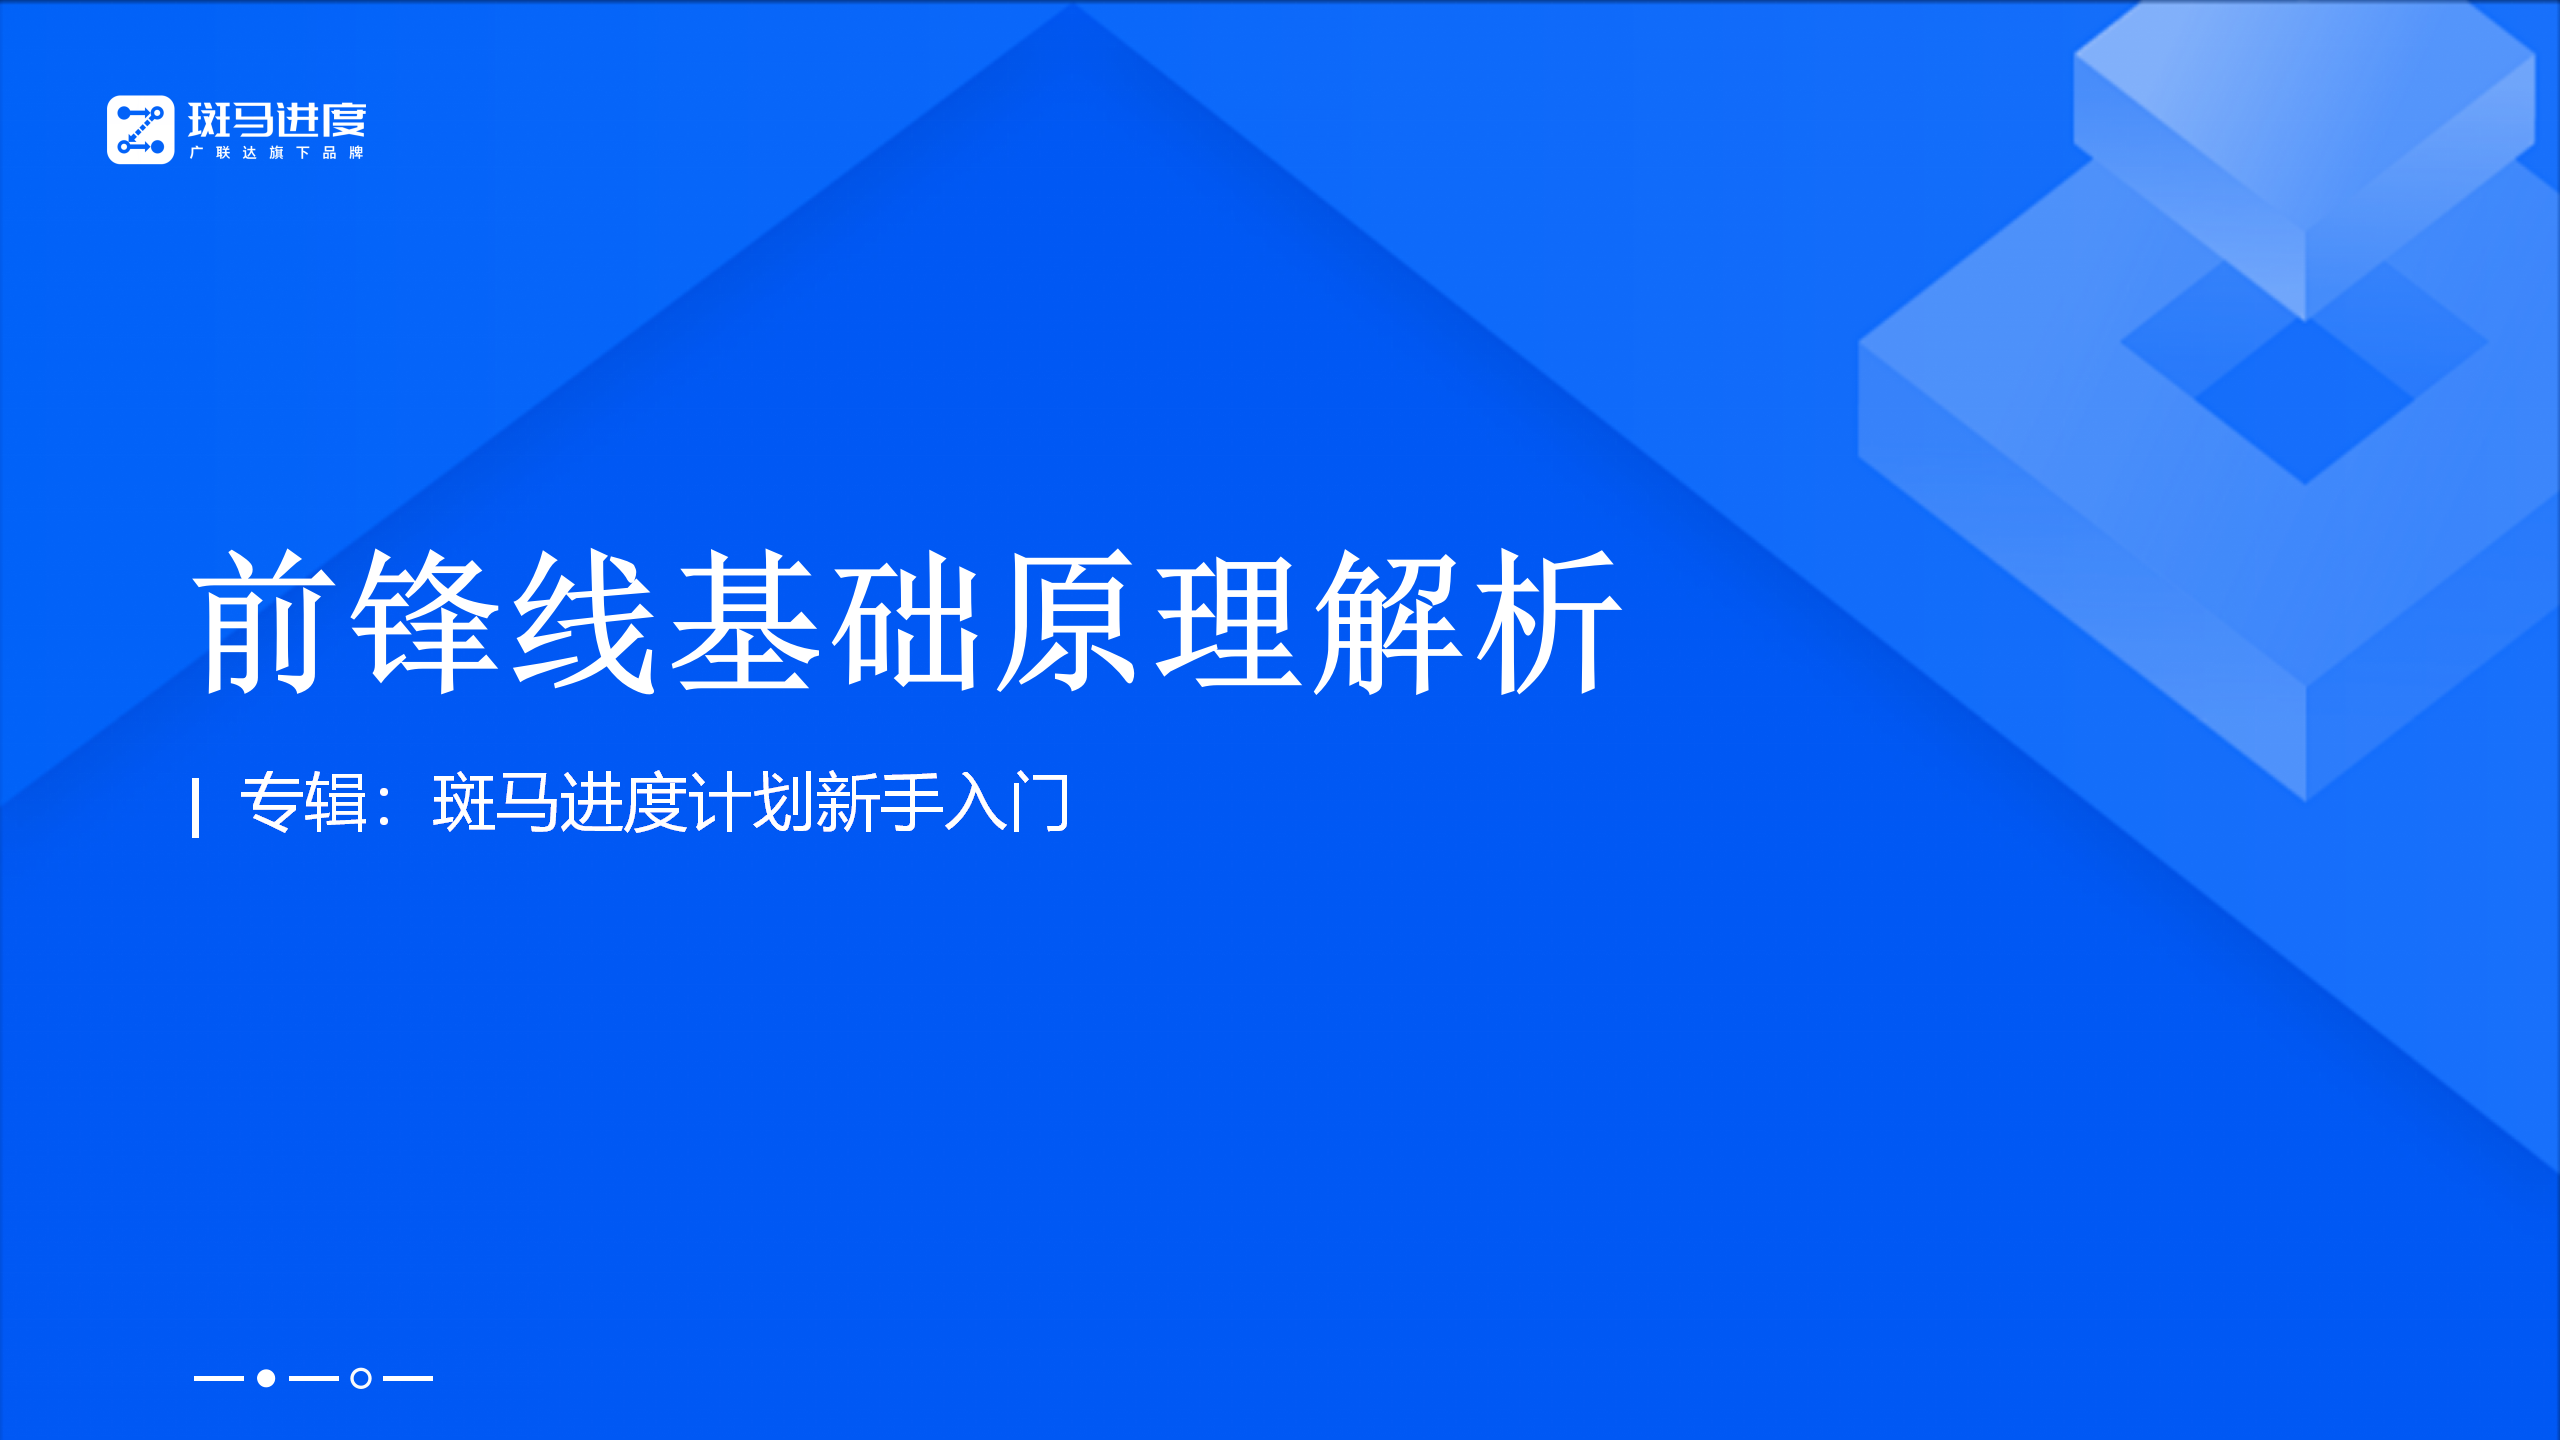 斑马进度
广联达旗下品牌
前锋线基础原理解析
专辑：斑马进度计划新手入门